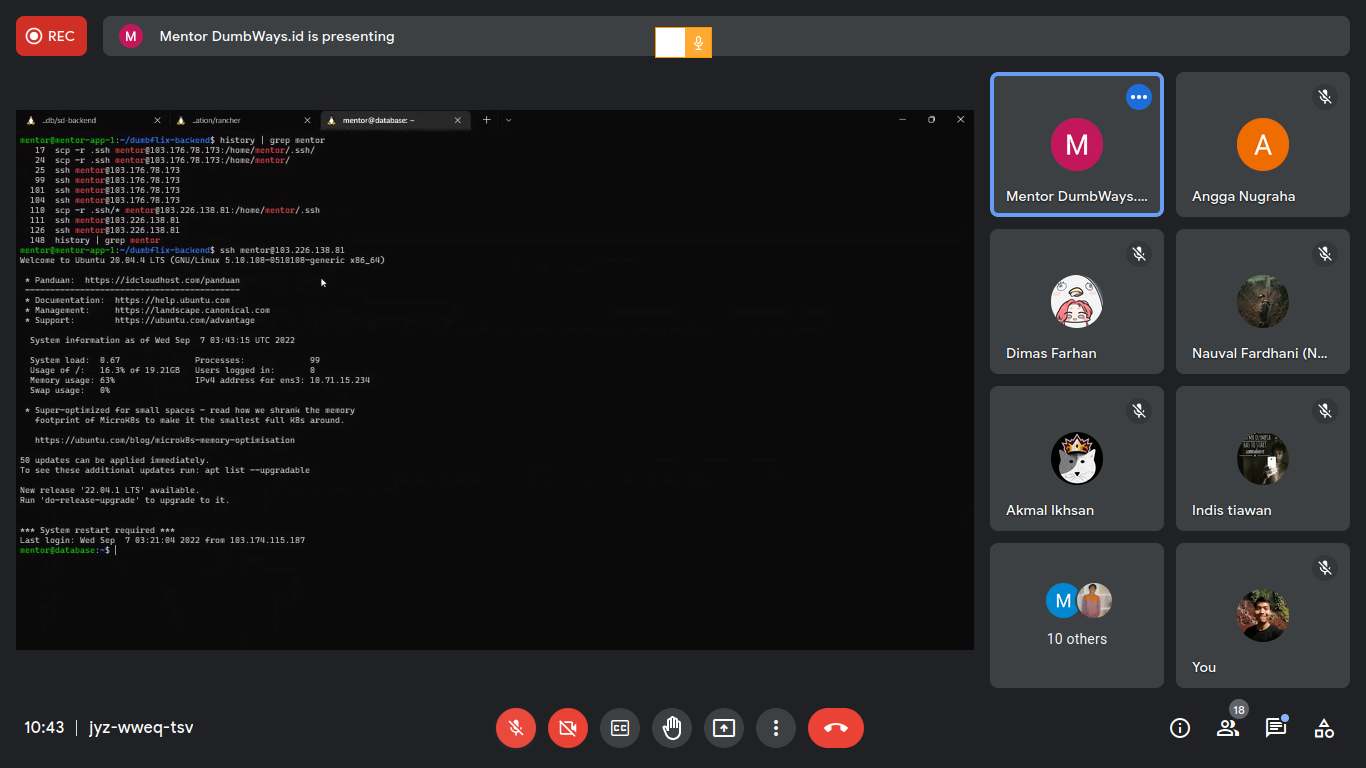 REC
M
Mentor DumbWays.id is presenting
..db/sd-backend
..ation/rancher
mentor@database: ~
mentor@mentor-app-1:~/dumbflix-backend$ history | grep mentor
17 scp -r .ssh mentor@103.176.78.173:/home/mentor/.ssh/
24 scp -r .ssh mentor@103.176.78.173:/home/mentor/
25 ssh mentor@103.176.78.173
99 ssh mentor@103.176.78.173
101 ssh mentor@103.176.78.173
104 ssh mentor@103.176.78.173
110 scp -r .ssh/* mentor@103.226.138.81:/home/mentor/.ssh
111 ssh mentor@103.226.138.81
126 ssh mentor@103.226.138.81
148 history | grep mentor
mentor@mentor-app-1:~/dumbflix-backend$ ssh mentor@103.226.138.81
Welcome to Ubuntu 20.04.4 LTS (GNU/Linux 5.10.108-0510108-generic x86_64)
* Panduan: https://idcloudhost.com/panduan
===========================================
* Documentation: https://help.ubuntu.com
* Management: https://landscape.canonical.com
* Support: https://ubuntu.com/advantage
System information as of Wed Sep 7 03:43:15 UTC 2022
System load: 0.67 Processes: 99
Usage of /: 16.3% of 19.21GB Users logged in: 0
Memory usage: 63% IPv4 address for ens3: 10.71.15.234
Swap usage: 0%
* Super-optimized for small spaces - read how we shrank the memory
footprint of MicroK8s to make it the smallest full K8s around.
https://ubuntu.com/blog/microk8s-memory-optimisation
50 updates can be applied immediately.
To see these additional updates run: apt list --upgradable
New release '22.04.1 LTS' available.
Run 'do-release-upgrade' to upgrade to it.
*** System restart required ***
Last login: Wed Sep 7 03:21:04 2022 from 103.174.115.187
mentor@database:~$
M
Mentor DumbWays....
A
Angga Nugraha
Dimas Farhan
Nauval Fardhani (N...
Akmal Ikhsan
Indis tiawan
M
10 others
You
10:43 | jyz-wweq-tsv
CC
18